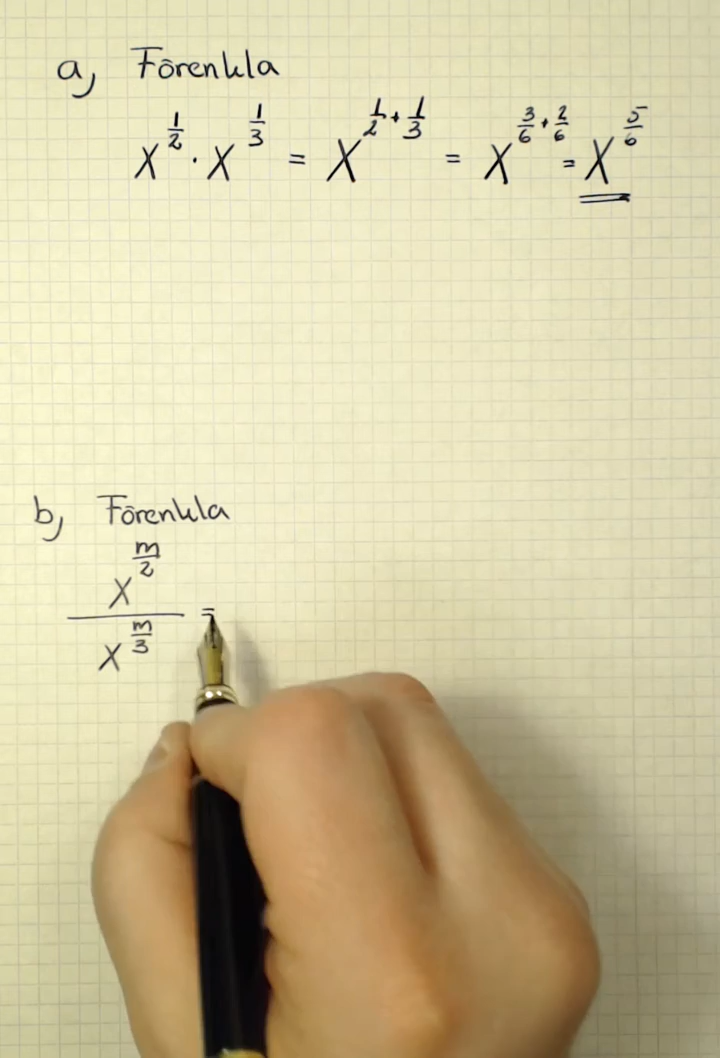 a) Förenkla
x^{1/2} · x^{1/3} = x^{1/2 + 1/3} = x^{3/6 + 2/6} = x^{5/6}
b) Förenkla
x^{m/2} / x^{m/3} =